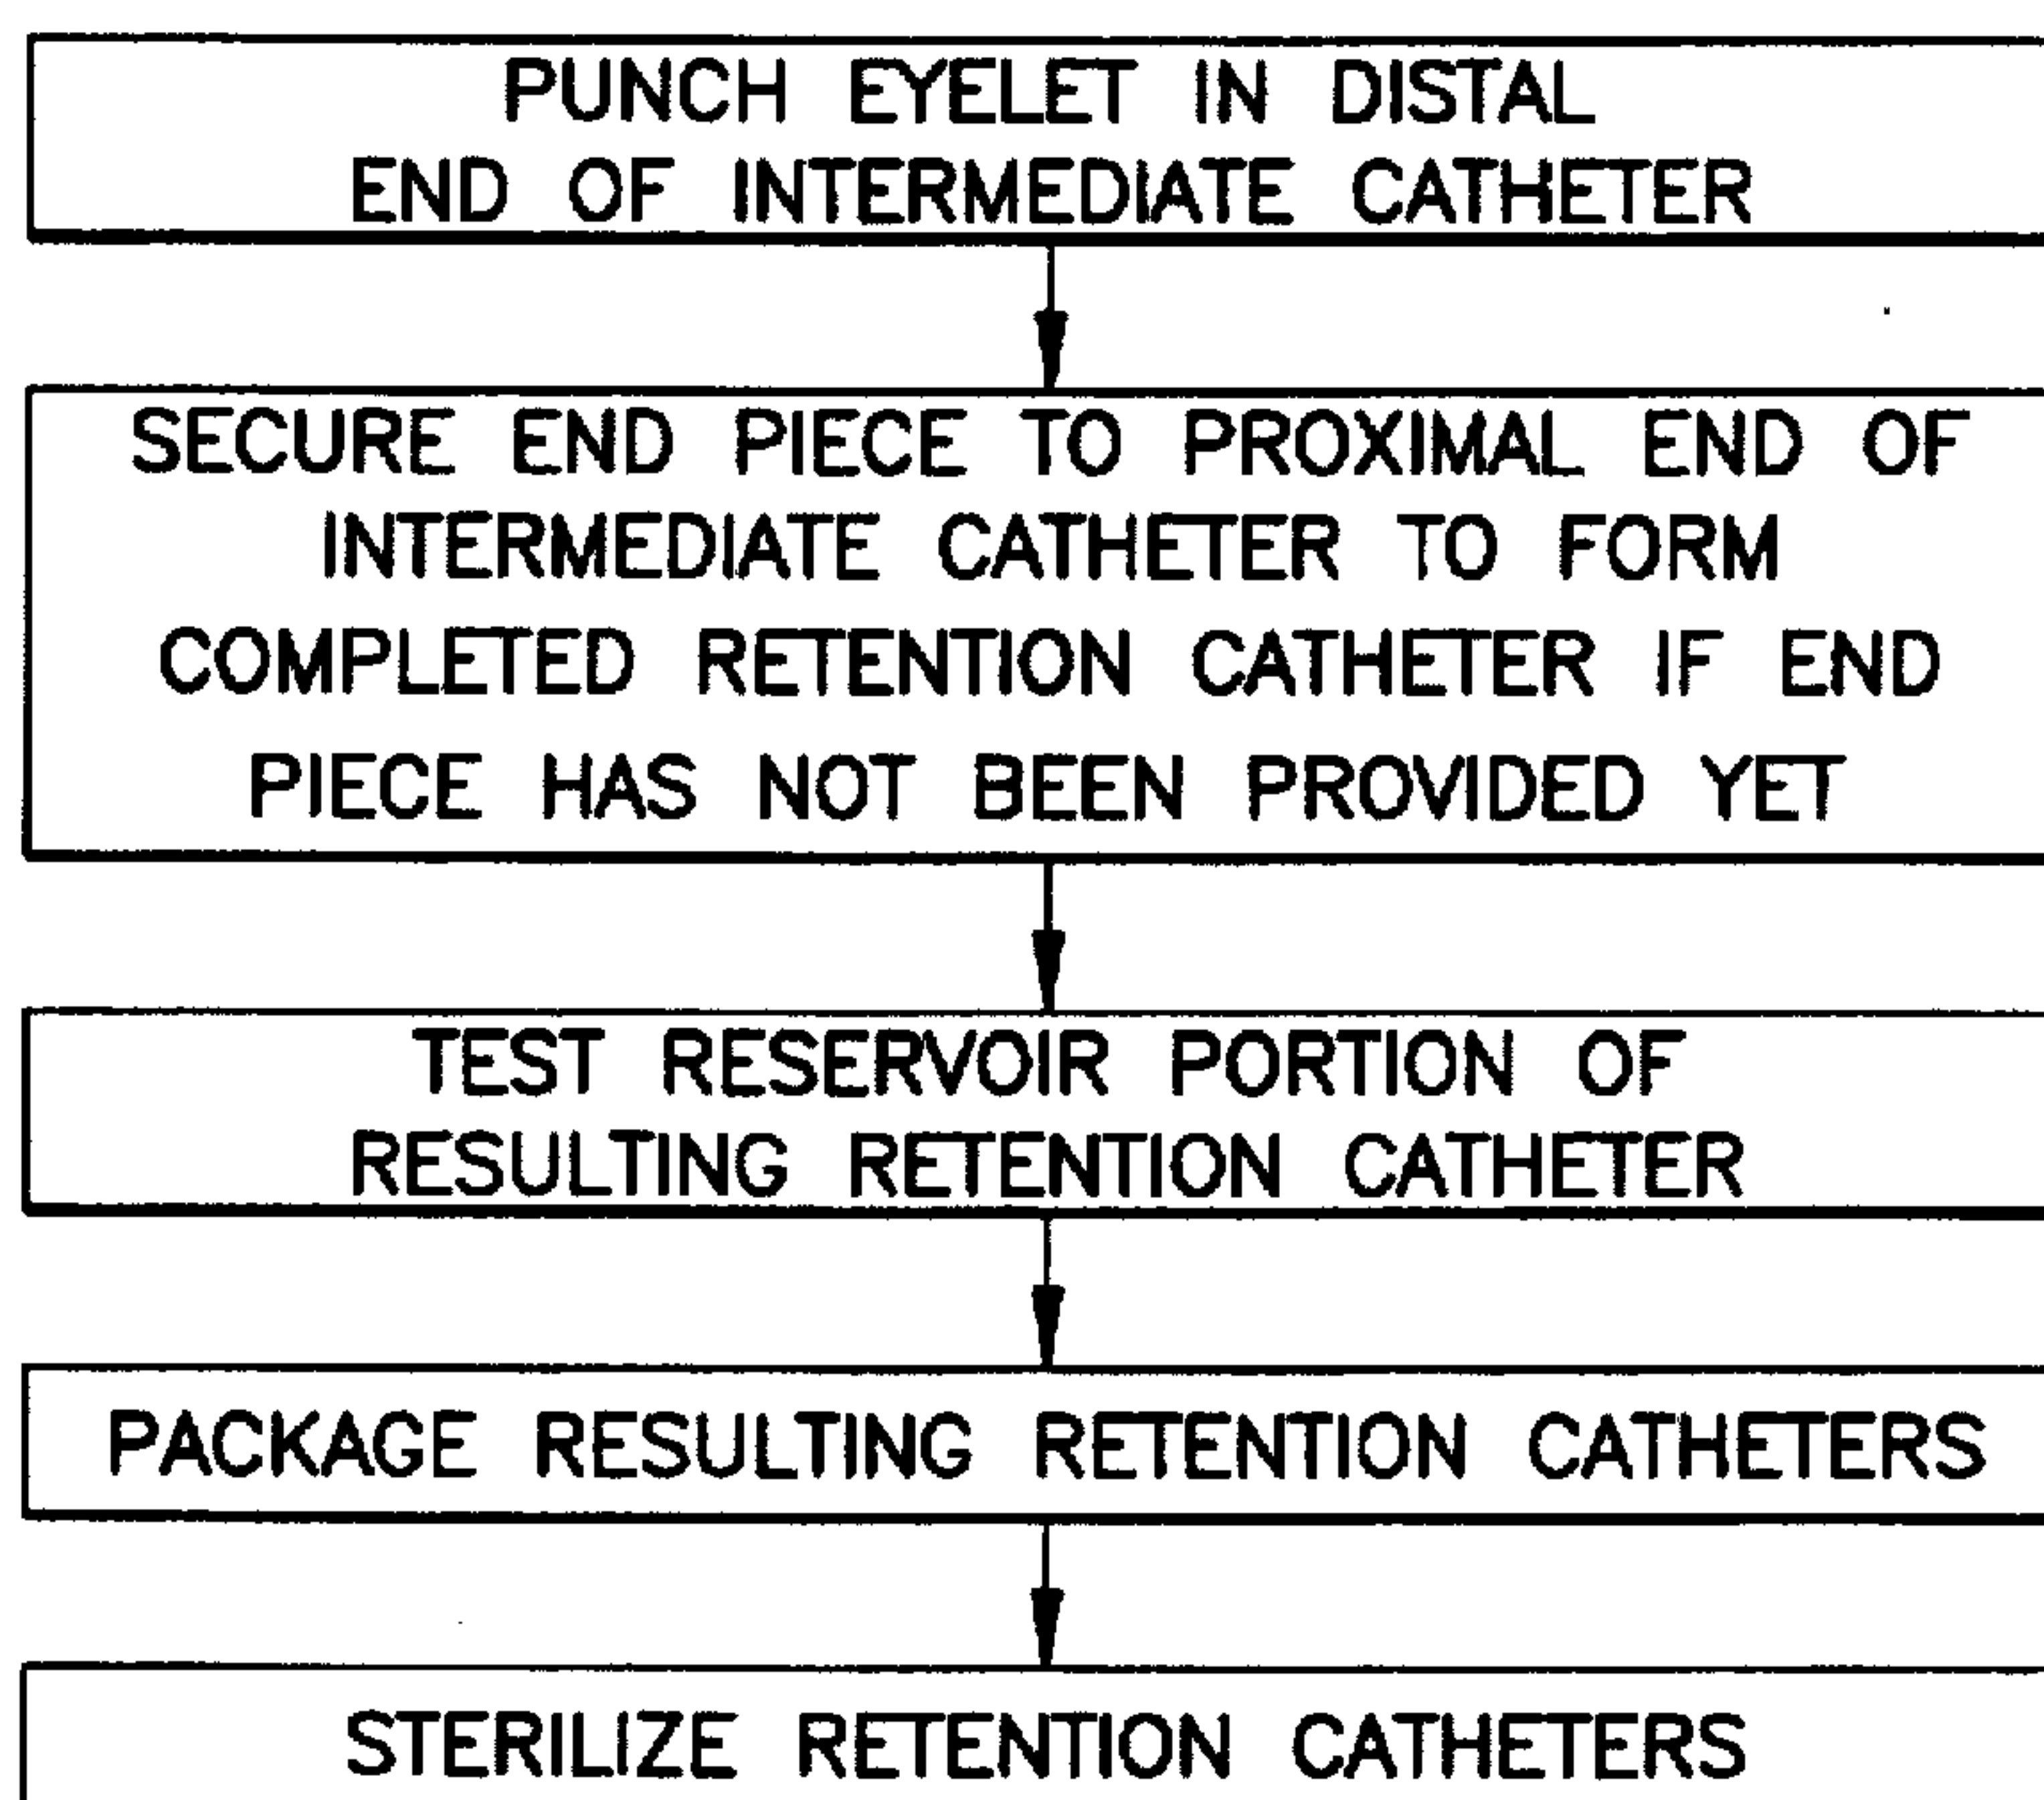 PUNCH EYELET IN DISTAL
END OF INTERMEDIATE CATHETER
SECURE END PIECE TO PROXIMAL END OF
INTERMEDIATE CATHETER TO FORM
COMPLETED RETENTION CATHETER IF END
PIECE HAS NOT BEEN PROVIDED YET
TEST RESERVOIR PORTION OF
RESULTING RETENTION CATHETER
PACKAGE RESULTING RETENTION CATHETERS
STERILIZE RETENTION CATHETERS